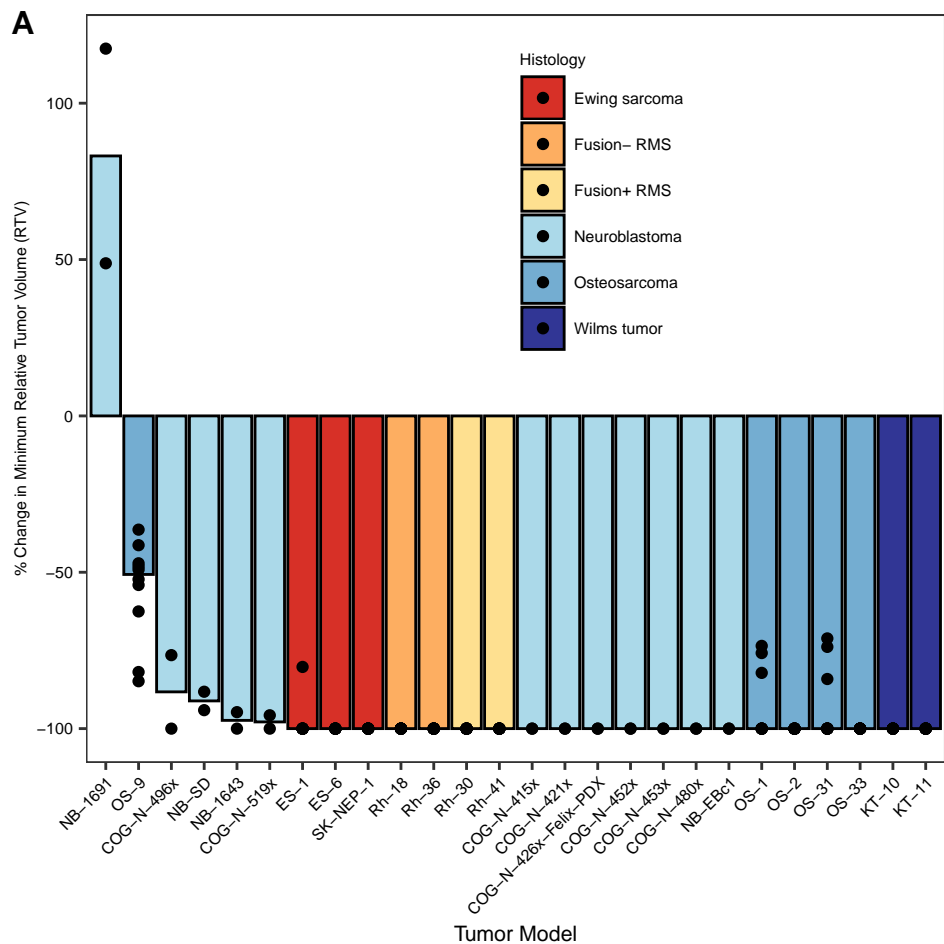 A
% Change in Minimum Relative Tumor Volume (RTV)
100
50
0
−50
−100
Histology
Ewing sarcoma
Fusion− RMS
Fusion+ RMS
Neuroblastoma
Osteosarcoma
Wilms tumor
NB−1691
OS−9
COG−N−496x
NB−SD
NB−1643
COG−N−519x
ES−1
ES−6
SK−NEP−1
Rh−18
Rh−36
Rh−30
Rh−41
COG−N−415x
COG−N−421x
COG−N−426x−Felix−PDX
COG−N−452x
COG−N−453x
COG−N−480x
NB−EBc1
OS−1
OS−2
OS−31
OS−33
KT−10
KT−11
Tumor Model